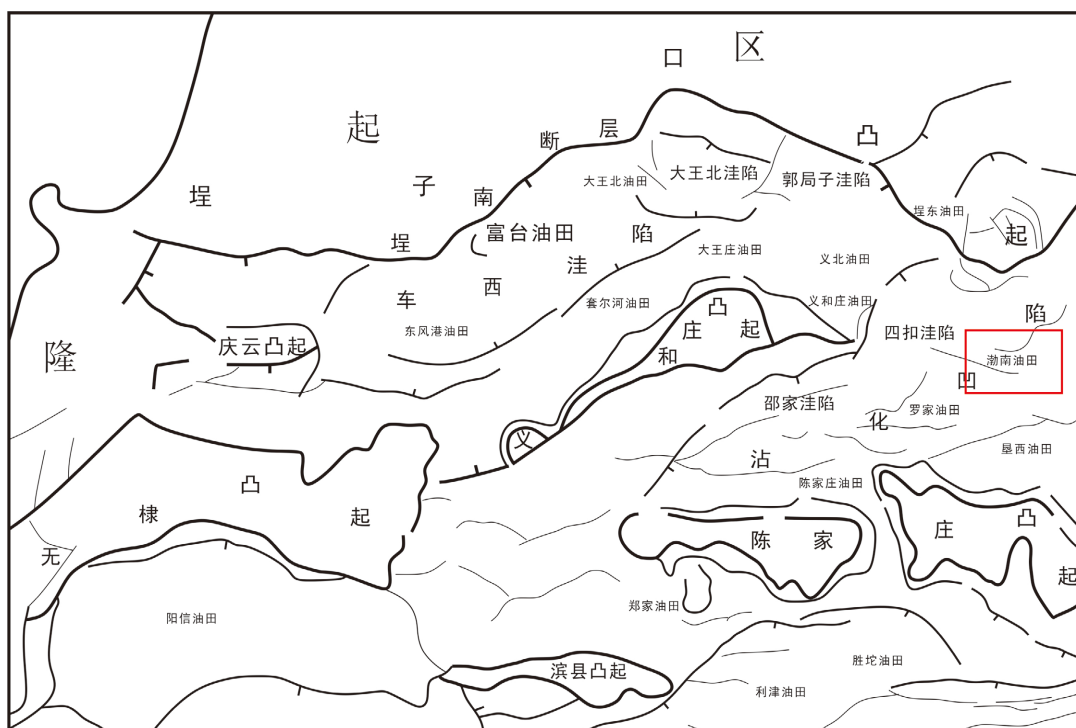 区
口
起
层
断
凸
埕
子
南
大王北油田
大王北洼陷
郭局子洼陷
埕东油田
起
埕
富台油田
陷
大王庄油田
义北油田
洼
西
车
套尔河油田
义和庄油田
凸
起
庄
和
义
东风港油田
庆云凸起
隆
四扣洼陷
陷
渤南油田
凹
邵家洼陷
罗家油田
化
沾
垦西油田
陈家庄油田
凸
棣
起
无
陈
家
庄
凸
起
郑家油田
阳信油田
胜坨油田
滨县凸起
利津油田